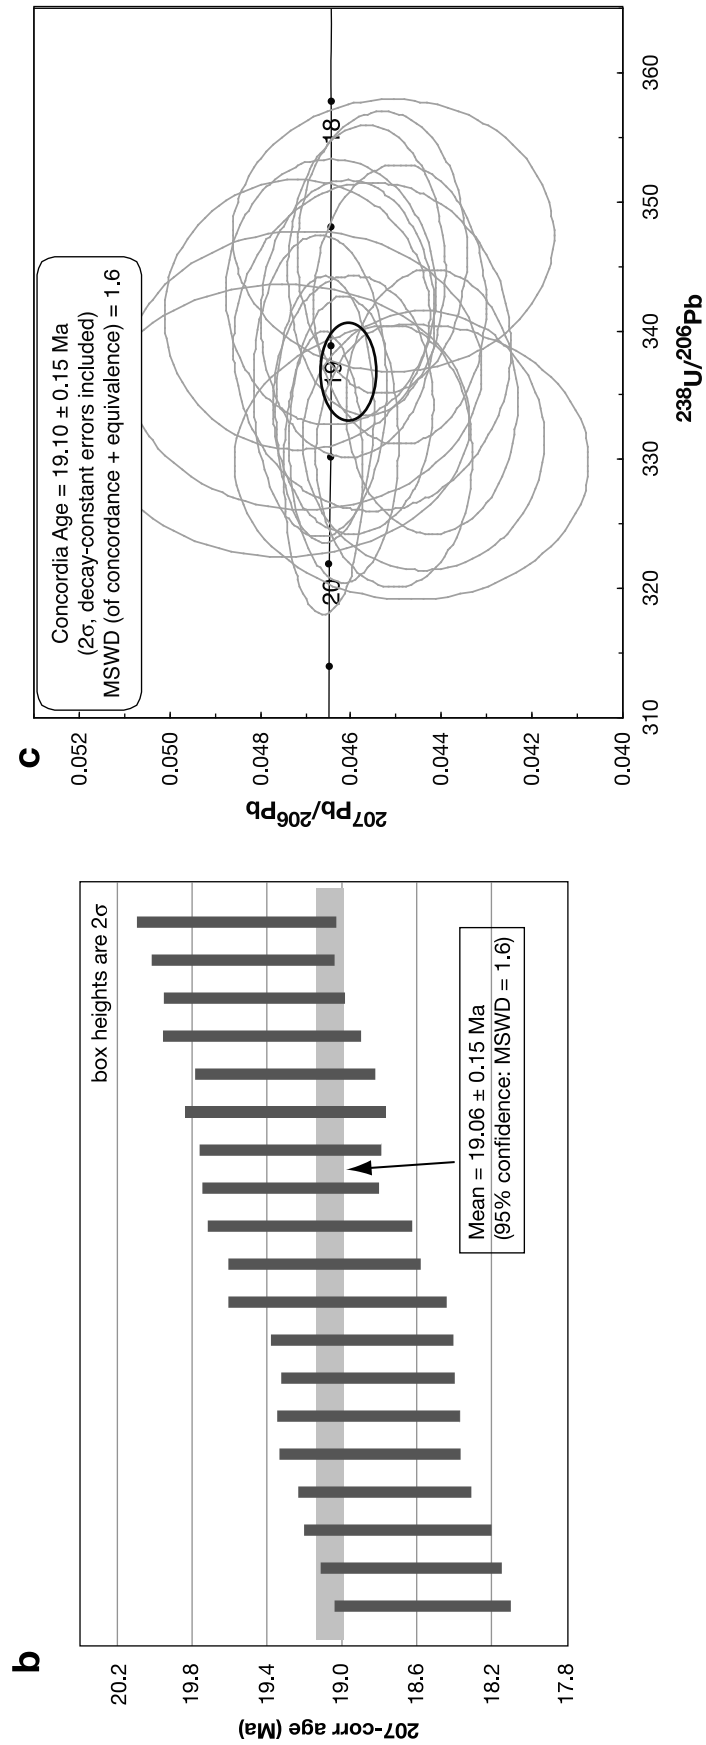 b
207-corr age (Ma)
20.2
19.8
19.4
19.0
18.6
18.2
17.8
box heights are 2σ
Mean = 19.06 ± 0.15 Ma
(95% confidence: MSWD = 1.6)
c
207Pb/206Pb
0.052
0.050
0.048
0.046
0.044
0.042
0.040
Concordia Age = 19.10 ± 0.15 Ma
(2σ, decay-constant errors included)
MSWD (of concordance + equivalence) = 1.6
20
19
18
310
320
330
340
350
360
238U/206Pb